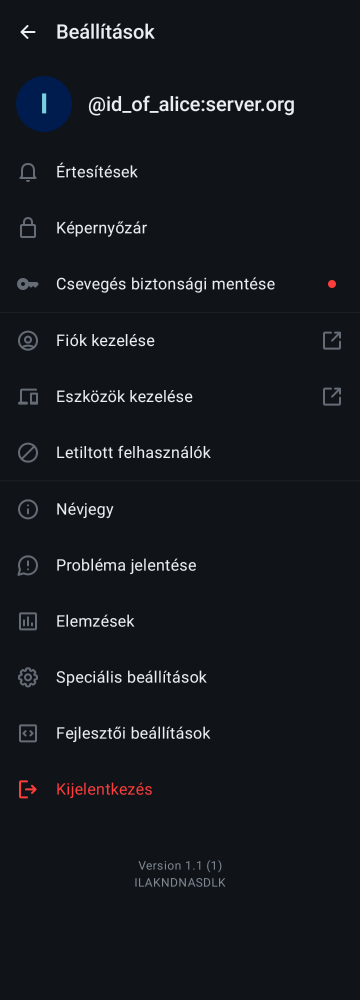 Beállítások
I
@id_of_alice:server.org
Értesítések
Képernyőzár
Csevegés biztonsági mentése
Fiók kezelése
Eszközök kezelése
Letiltott felhasználók
Névjegy
Probléma jelentése
Elemzések
Speciális beállítások
Fejlesztői beállítások
Kijelentkezés
Version 1.1 (1)
ILAKNDNASDLK